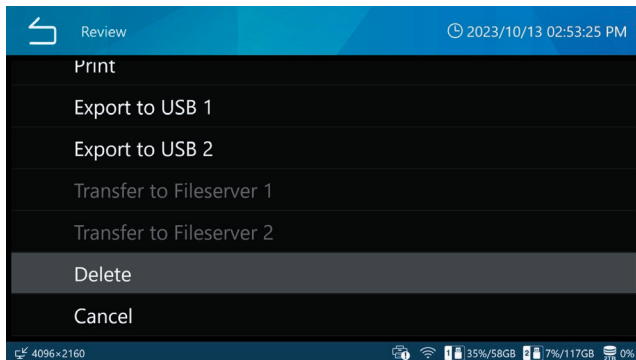 Review
2023/10/13 02:53:25 PM
Print
Export to USB 1
Export to USB 2
Transfer to Fileserver 1
Transfer to Fileserver 2
Delete
Cancel
4096×2160 1 35%/58GB 2 7%/117GB 2TB 0%